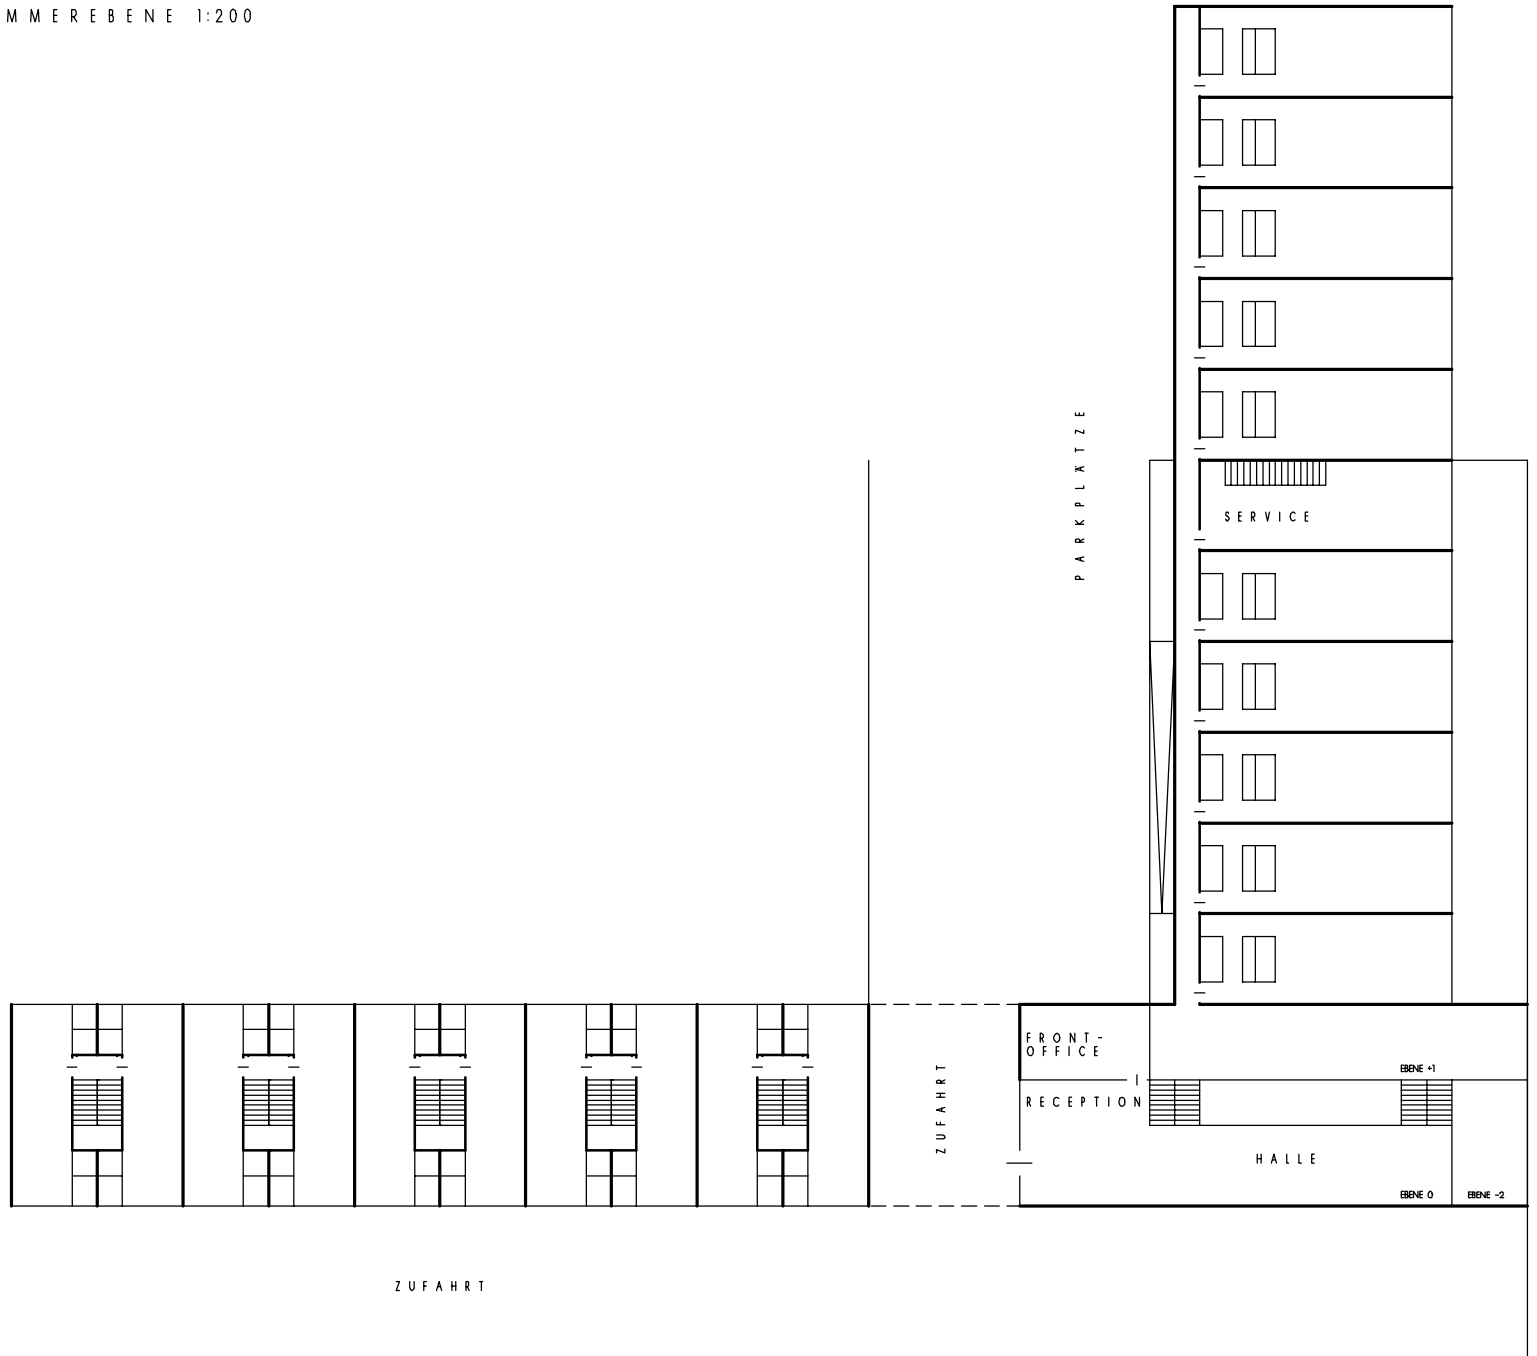 MMEREBENE 1:200
PARKPLÄTZE
SERVICE
FRONT-
OFFICE
EBENE +1
RECEPTION
ZUFAHRT
HALLE
EBENE 0
EBENE -2
ZUFAHRT